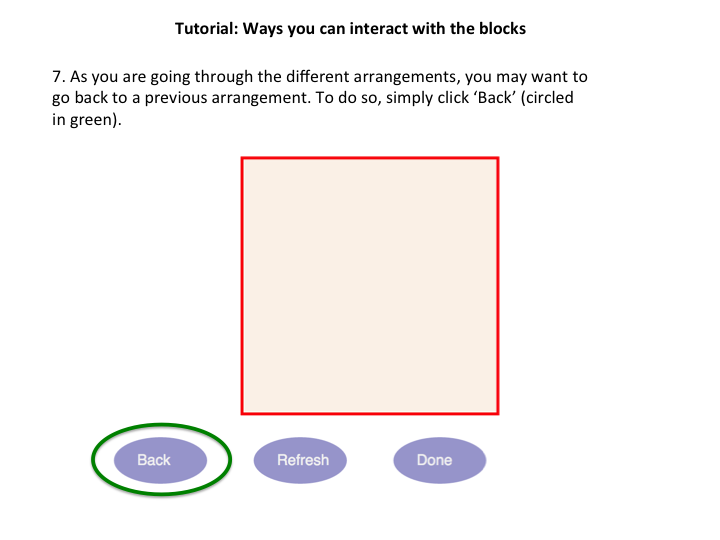 Tutorial: Ways you can interact with the blocks
7. As you are going through the different arrangements, you may want to
go back to a previous arrangement. To do so, simply click ‘Back’ (circled
in green).
Back
Refresh
Done